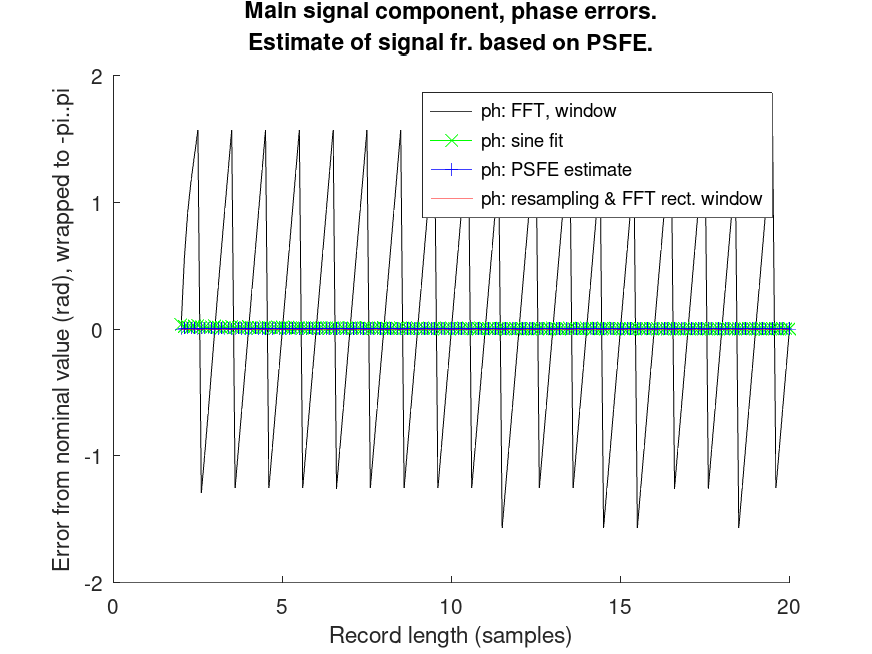 Main signal component, phase errors.
Estimate of signal fr. based on PSFE.
Error from nominal value (rad), wrapped to -pi..pi
2
1
0
-1
-2
ph: FFT, window
ph: sine fit
ph: PSFE estimate
ph: resampling & FFT rect. window
0
5
10
15
20
Record length (samples)